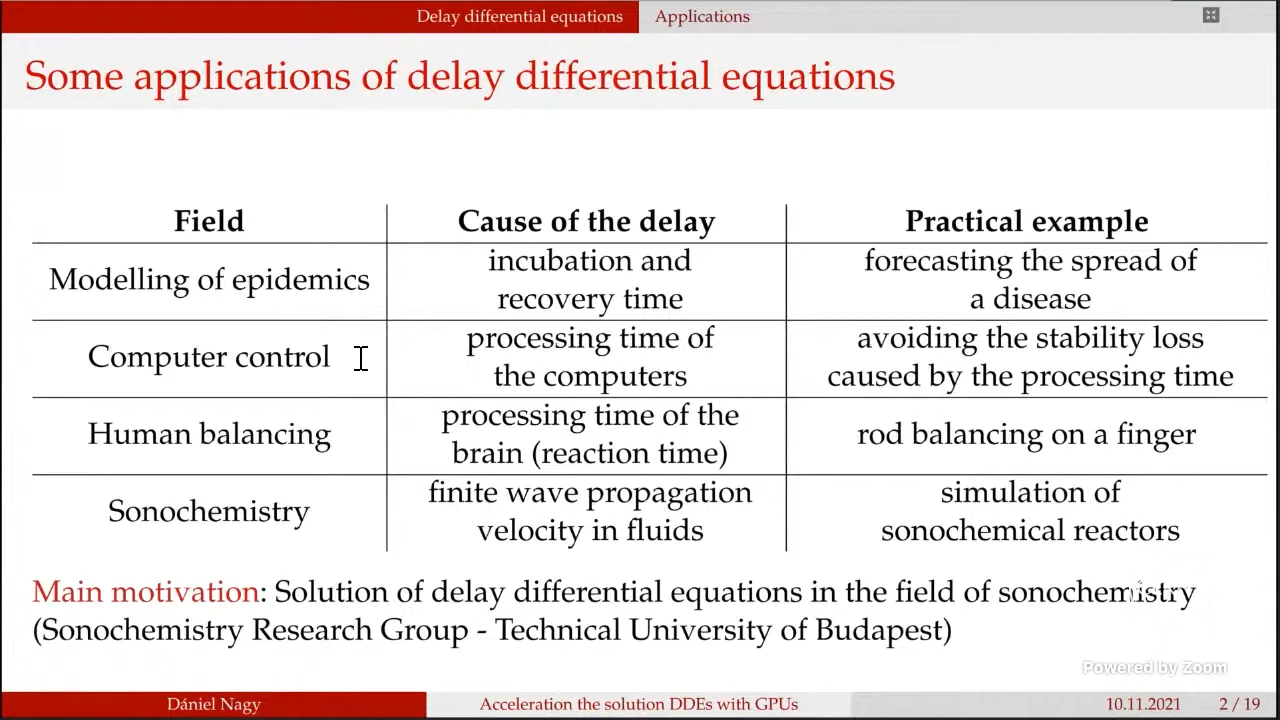 Delay differential equations Applications
Some applications of delay differential equations
Field Cause of the delay Practical example
Modelling of epidemics incubation and recovery time forecasting the spread of a disease
Computer control processing time of the computers avoiding the stability loss caused by the processing time
Human balancing processing time of the brain (reaction time) rod balancing on a finger
Sonochemistry finite wave propagation velocity in fluids simulation of sonochemical reactors
Main motivation: Solution of delay differential equations in the field of sonochemistry
(Sonochemistry Research Group - Technical University of Budapest)
Powered by Zoom
Dániel Nagy Acceleration the solution DDEs with GPUs 10.11.2021 2 / 19